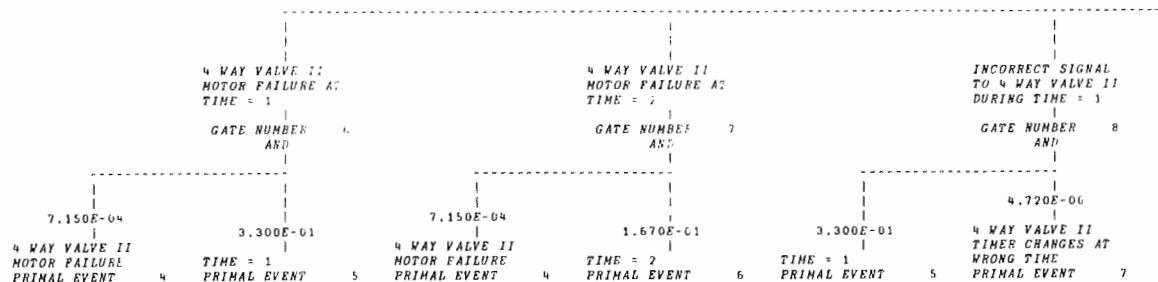 4 WAY VALVE II
MOTOR FAILURE AT
TIME = 1
GATE NUMBER
AND
4 WAY VALVE II
MOTOR FAILURE AT
TIME = 2
GATE NUMBER 7
AND
INCORRECT SIGNAL
TO 4 WAY VALVE II
DURING TIME = 1
GATE NUMBER 8
AND
7.150E-04
4 WAY VALVE II
MOTOR FAILURE
PRIMAL EVENT 4
3.300E-01
TIME = 1
PRIMAL EVENT 5
7.150E-04
4 WAY VALVE II
MOTOR FAILURE
PRIMAL EVENT 4
1.670E-01
TIME = 2
PRIMAL EVENT 6
3.300E-01
TIME = 1
PRIMAL EVENT 5
4.720E-06
4 WAY VALVE II
TIMER CHANGES AT
WRONG TIME
PRIMAL EVENT 7